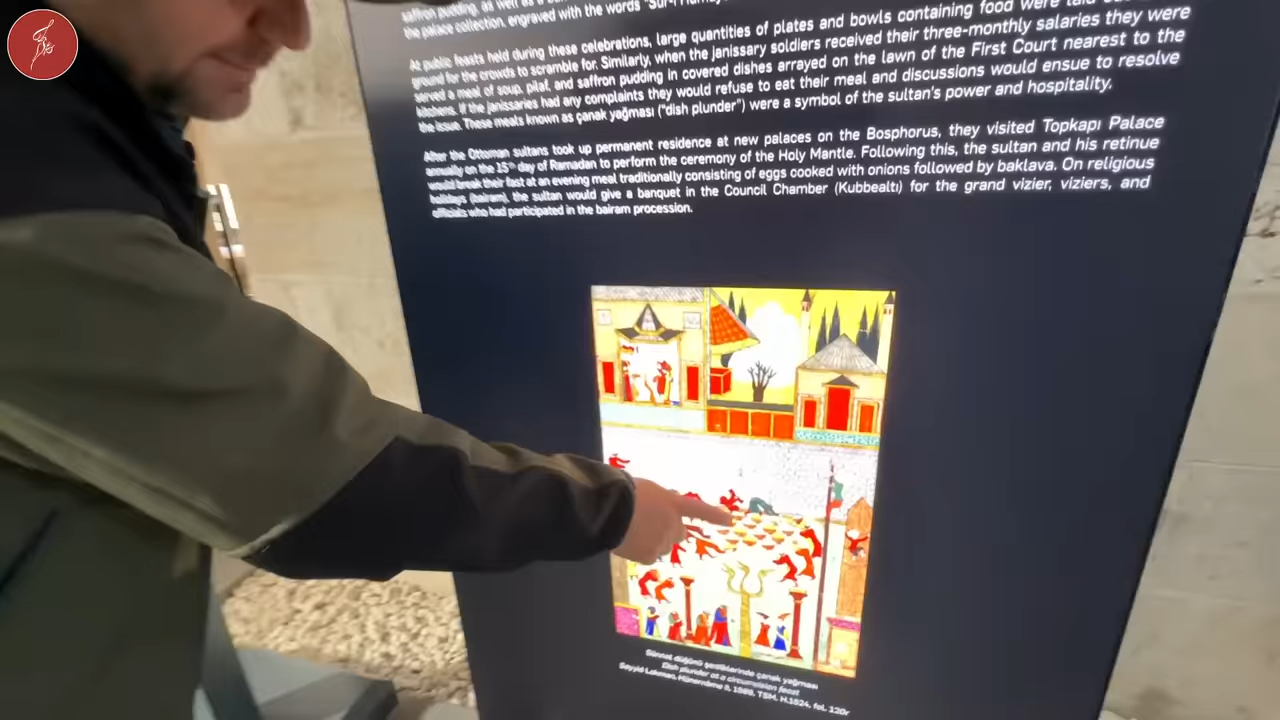 saffron pudding, as well as a
the palace collection, engraved with the words "Sûr-ı
At public feasts held during these celebrations, large quantities of plates and bowls containing food were laid
ground for the crowds to scramble for. Similarly, when the janissary soldiers received their three-monthly salaries they were
served a meal of soup, pilaf, and saffron pudding in covered dishes arrayed on the lawn of the First Court nearest to the
kitchens. If the janissaries had any complaints they would refuse to eat their meal and discussions would ensue to resolve
the issue. These meals known as çanak yağması ("dish plunder") were a symbol of the sultan's power and hospitality.
After the Ottoman sultans took up permanent residence at new palaces on the Bosphorus, they visited Topkapı Palace
annually on the 15th day of Ramadan to perform the ceremony of the Holy Mantle. Following this, the sultan and his retinue
would break their fast at an evening meal traditionally consisting of eggs cooked with onions followed by baklava. On religious
holidays (bairam), the sultan would give a banquet in the Council Chamber (Kubbealtı) for the grand vizier, viziers, and
officials who had participated in the bairam procession.
Sünnet düğünü şenliklerinde çanak yağması
Dish plunder at a circumcision feast
Seyyid Lokman, Hünernâme II, 1588, TSM, H.1524, fol. 120r